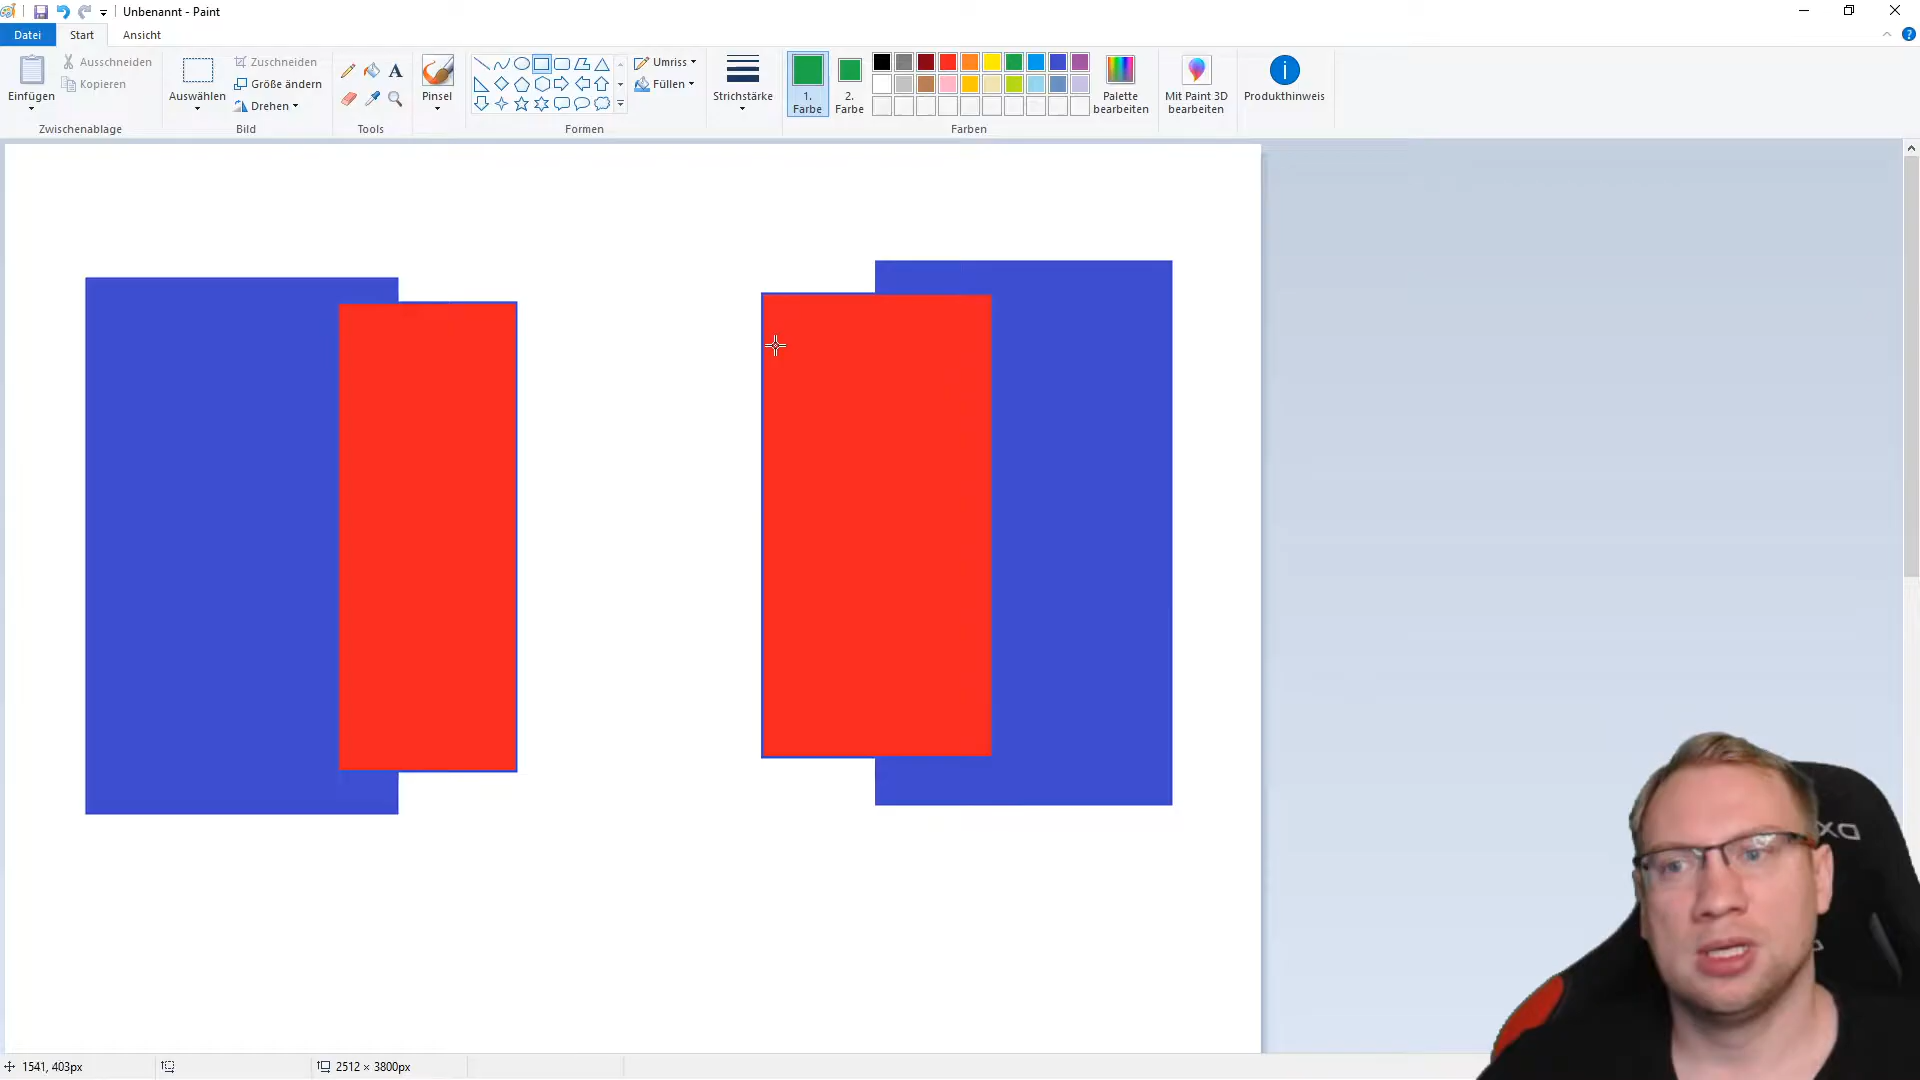 Unbenannt - Paint
Datei Start Ansicht
Einfügen
Ausschneiden
Kopieren
Zwischenablage
Auswählen
Zuschneiden
Größe ändern
Drehen
Bild
A
Tools
Pinsel
Formen
Umriss
Füllen
Strichstärke
1.
Farbe
2.
Farbe
Palette
bearbeiten
Farben
Mit Paint 3D
bearbeiten
i
Produkthinweis
?
DX
1541, 403px
2512 × 3800px